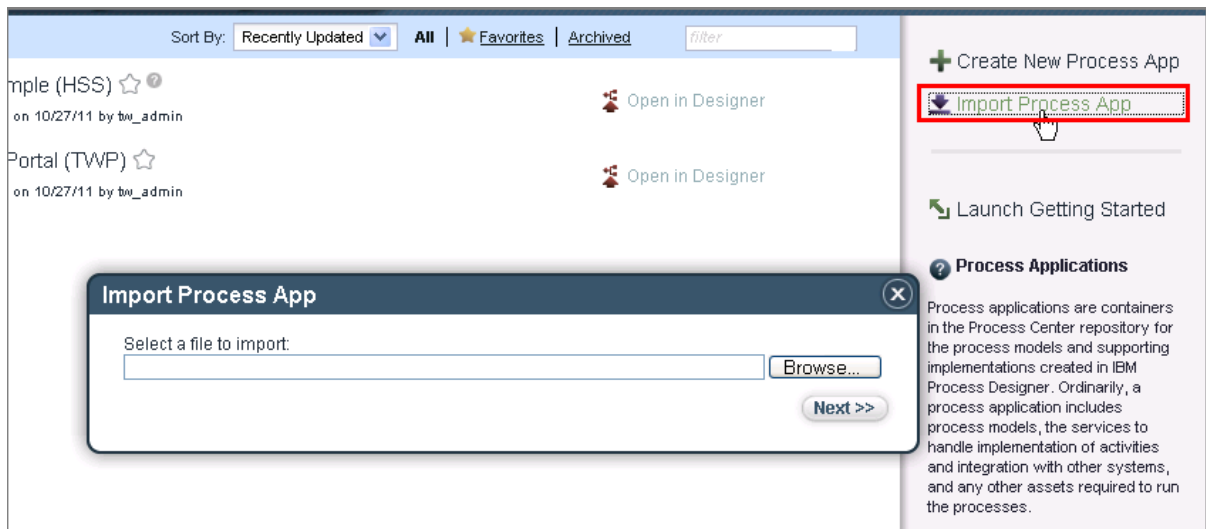 Sort By: Recently Updated All | Favorites | Archived filter
mple (HSS)
on 10/27/11 by tw_admin
Open in Designer
Portal (TWP)
on 10/27/11 by tw_admin
Open in Designer
Import Process App
Select a file to import:
Browse...
Next >>
Create New Process App
Import Process App
Launch Getting Started
Process Applications
Process applications are containers
in the Process Center repository for
the process models and supporting
implementations created in IBM
Process Designer. Ordinarily, a
process application includes
process models, the services to
handle implementation of activities
and integration with other systems,
and any other assets required to run
the processes.